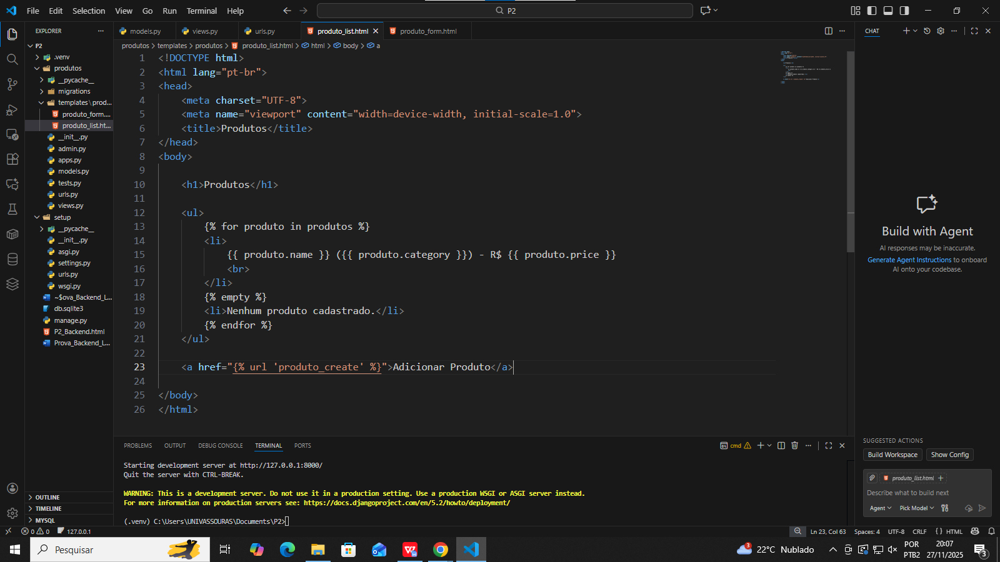 File Edit Selection View Go Run Terminal Help
P2
EXPLORER
P2
.venv
produtos
__pycache__
migrations
templates\prod...
produto_form....
produto_list.ht...
__init__.py
admin.py
apps.py
models.py
tests.py
urls.py
views.py
setup
__pycache__
__init__.py
asgi.py
settings.py
urls.py
wsgi.py
~$ova_Backend_L...
db.sqlite3
manage.py
P2_Backend.html
Prova_Backend_L...
OUTLINE
TIMELINE
MYSQL
models.py views.py urls.py produto_list.html produto_form.html
produtos > templates > produtos > produto_list.html > html > body > a
1 <!DOCTYPE html>
2 <html lang="pt-br">
3 <head>
4 <meta charset="UTF-8">
5 <meta name="viewport" content="width=device-width, initial-scale=1.0">
6 <title>Produtos</title>
7 </head>
8 <body>
9
10 <h1>Produtos</h1>
11
12 <ul>
13 {% for produto in produtos %}
14 <li>
15 {{ produto.name }} ({{ produto.category }}) - R$ {{ produto.price }}
16 <br>
17 </li>
18 {% empty %}
19 <li>Nenhum produto cadastrado.</li>
20 {% endfor %}
21 </ul>
22
23 <a href="{% url 'produto_create' %}">Adicionar Produto</a>
24
25 </body>
26 </html>
PROBLEMS OUTPUT DEBUG CONSOLE TERMINAL PORTS
cmd
Starting development server at http://127.0.0.1:8000/
Quit the server with CTRL-BREAK.
WARNING: This is a development server. Do not use it in a production setting. Use a production WSGI or ASGI server instead.
For more information on production servers see: https://docs.djangoproject.com/en/5.2/howto/deployment/
(.venv) C:\Users\UNIVASSOURAS\Documents\P2>
CHAT
Build with Agent
AI responses may be inaccurate.
Generate Agent Instructions to onboard
AI onto your codebase.
SUGGESTED ACTIONS
Build Workspace Show Config
produto_list.html +
Describe what to build next
Agent Pick Model
0 0 127.0.0.1
Ln 23, Col 63 Spaces: 4 UTF-8 CRLF {} HTML
Pesquisar
3
22°C Nublado
POR
PTB2
20:07
27/11/2025
3